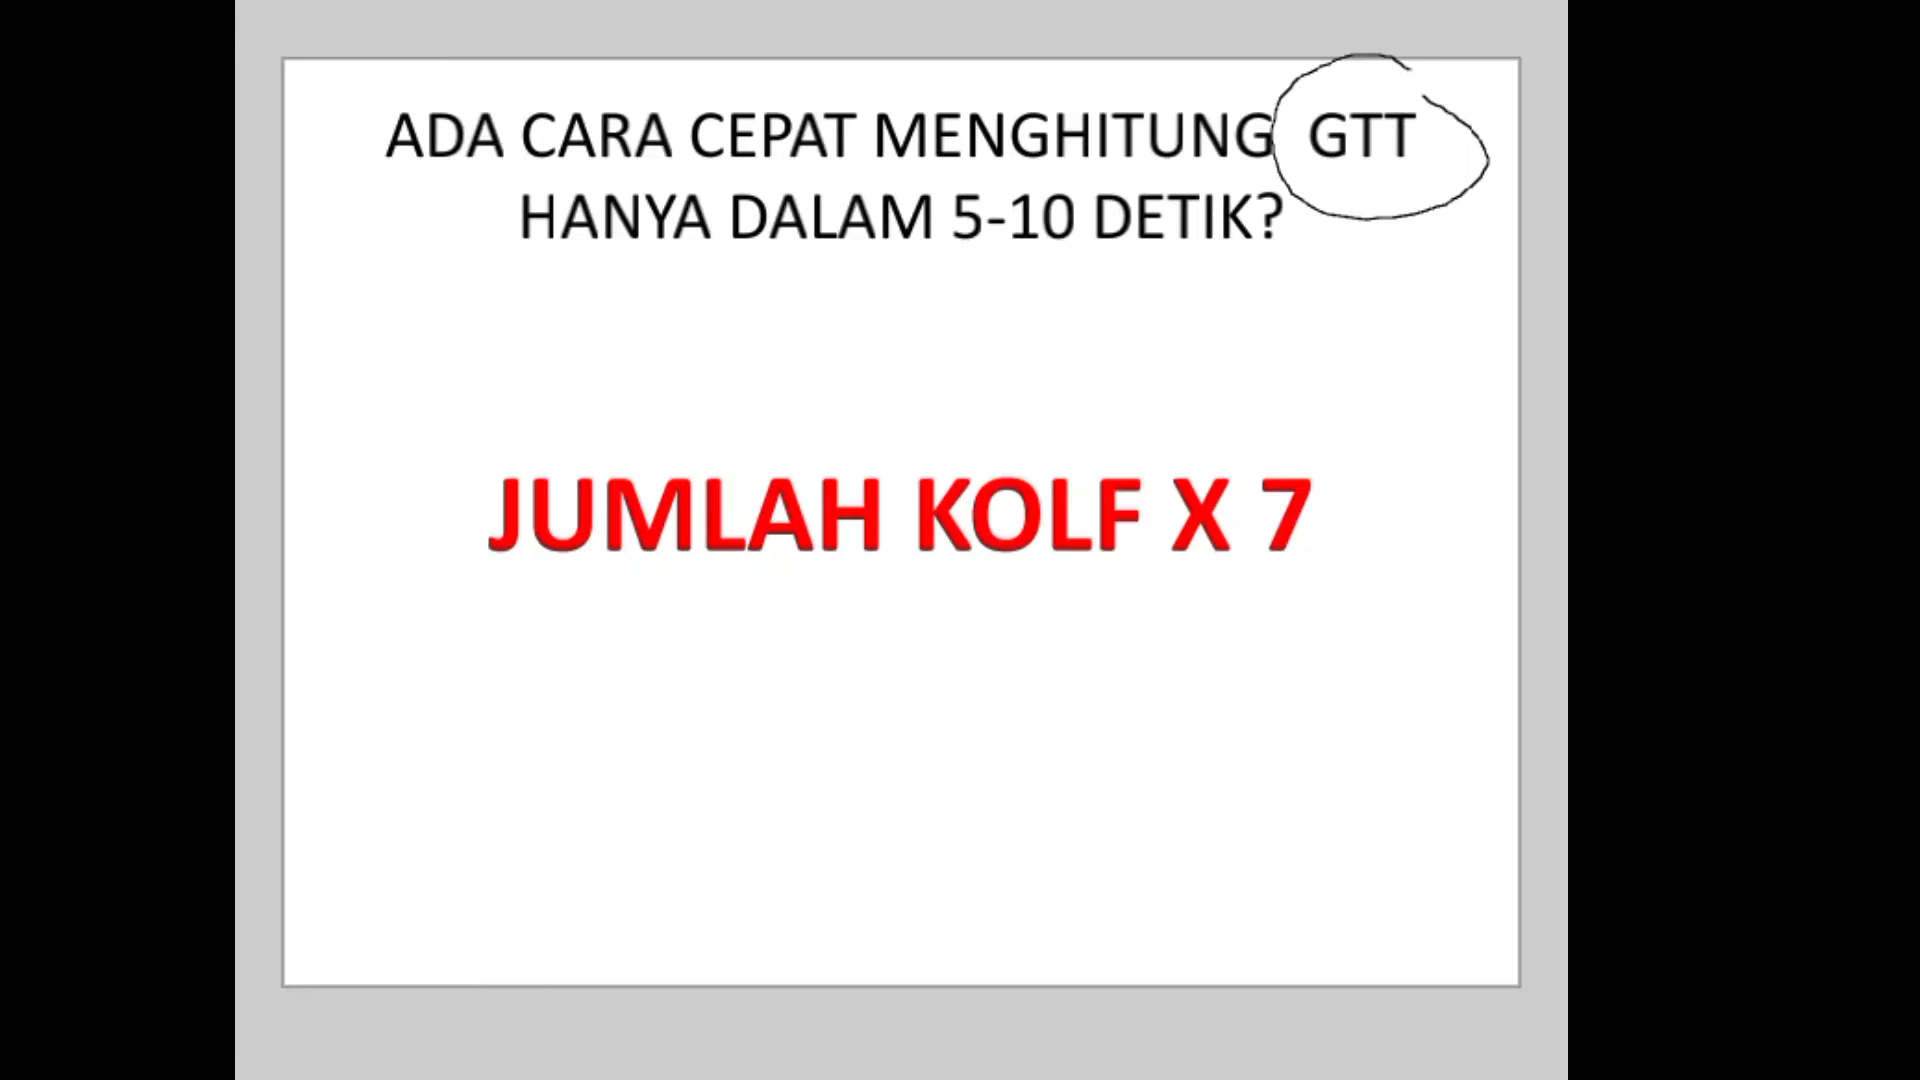 ADA CARA CEPAT MENGHITUNG GTT
HANYA DALAM 5-10 DETIK?
JUMLAH KOLF X 7